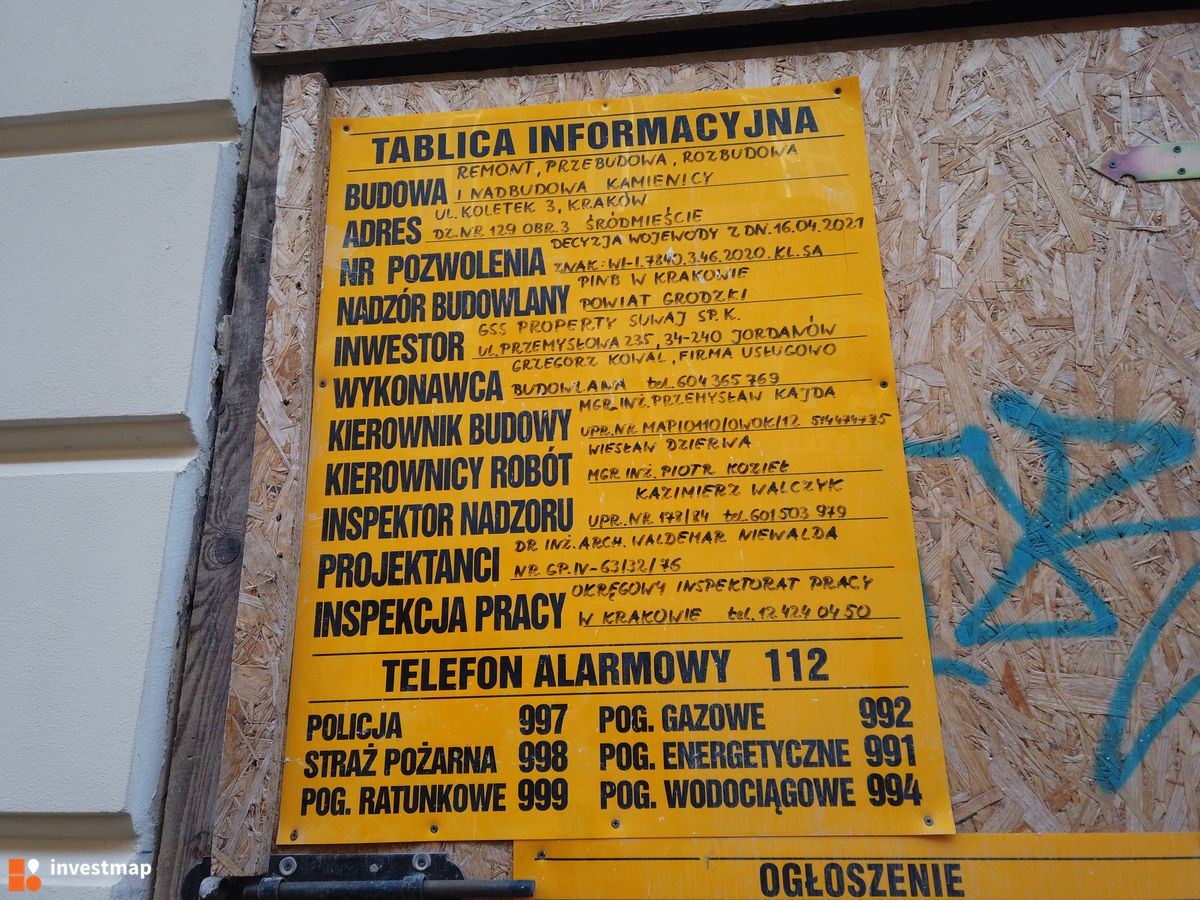 TABLICA INFORMACYJNA
REMONT, PRZEBUDOWA, ROZBUDOWA
BUDOWA I NADBUDOWA KAMIENICY
UL. KOLETEK 3, KRAKÓW
ADRES DZ. NR 129 OBR. 3 ŚRÓDMIEŚCIE
DECYZJA WOJEWODY Z DN. 16.04.2021
NR POZWOLENIA ZNAK: WI-I.7840.3.46.2020.KL.SA
PINB W KRAKOWIE
NADZÓR BUDOWLANY POWIAT GRODZKI
GSS PROPERTY SUWAJ SP. K.
INWESTOR UL. PRZEMYSŁOWA 235, 34-240 JORDANÓW
GRZEGORZ KOWAL, FIRMA USŁUGOWO
WYKONAWCA BUDOWLANA tel. 604 365 769
MGR INŻ. PRZEMYSŁAW KAJDA
KIEROWNIK BUDOWY UPR. NR MAP/0110/OWOK/12 514474775
WIESŁAW DZIERWA
KIEROWNICY ROBÓT MGR INŻ. PIOTR KOZIEŁ
KAZIMIERZ WALCZYK
INSPEKTOR NADZORU UPR. NR 178/84 tel. 601 503 979
DR INŻ. ARCH. WALDEMAR NIEWALDA
PROJEKTANCI NR GP.IV-63/32/76
OKRĘGOWY INSPEKTORAT PRACY
INSPEKCJA PRACY W KRAKOWIE tel. 12 424 04 50
TELEFON ALARMOWY 112
POLICJA 997 POG. GAZOWE 992
STRAŻ POŻARNA 998 POG. ENERGETYCZNE 991
POG. RATUNKOWE 999 POG. WODOCIĄGOWE 994
OGŁOSZENIE
investmap